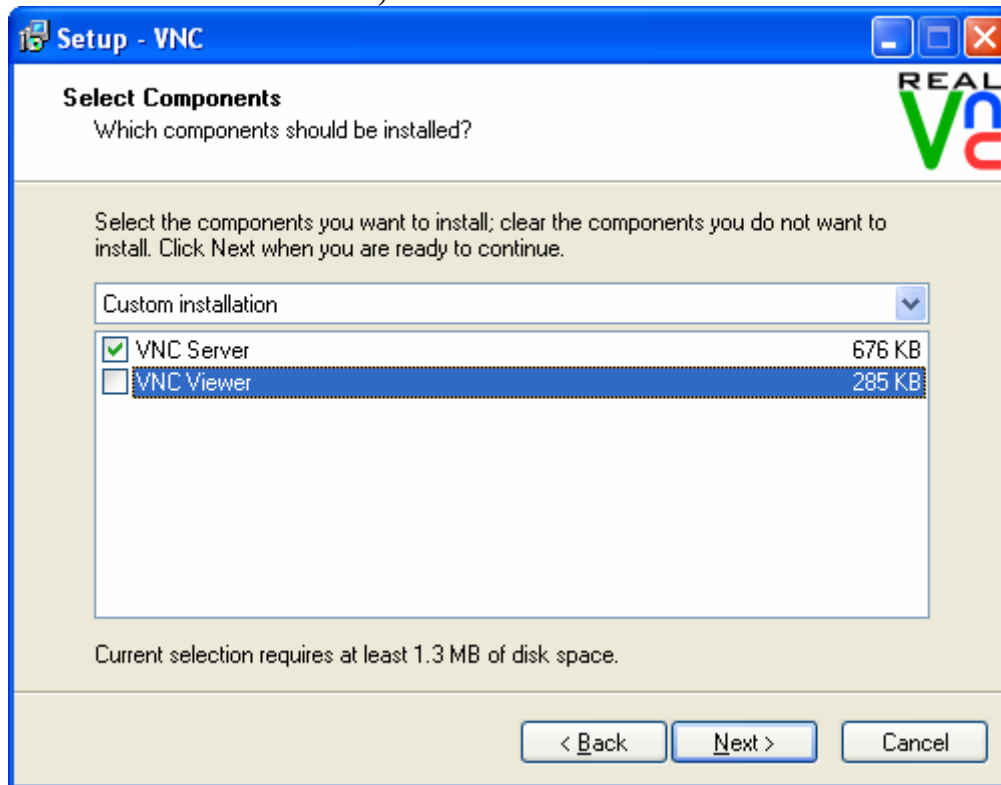 Setup - VNC
REAL
VNC
Select Components
Which components should be installed?
Select the components you want to install; clear the components you do not want to
install. Click Next when you are ready to continue.
Custom installation
VNC Server 676 KB
VNC Viewer 285 KB
Current selection requires at least 1.3 MB of disk space.
< Back Next > Cancel